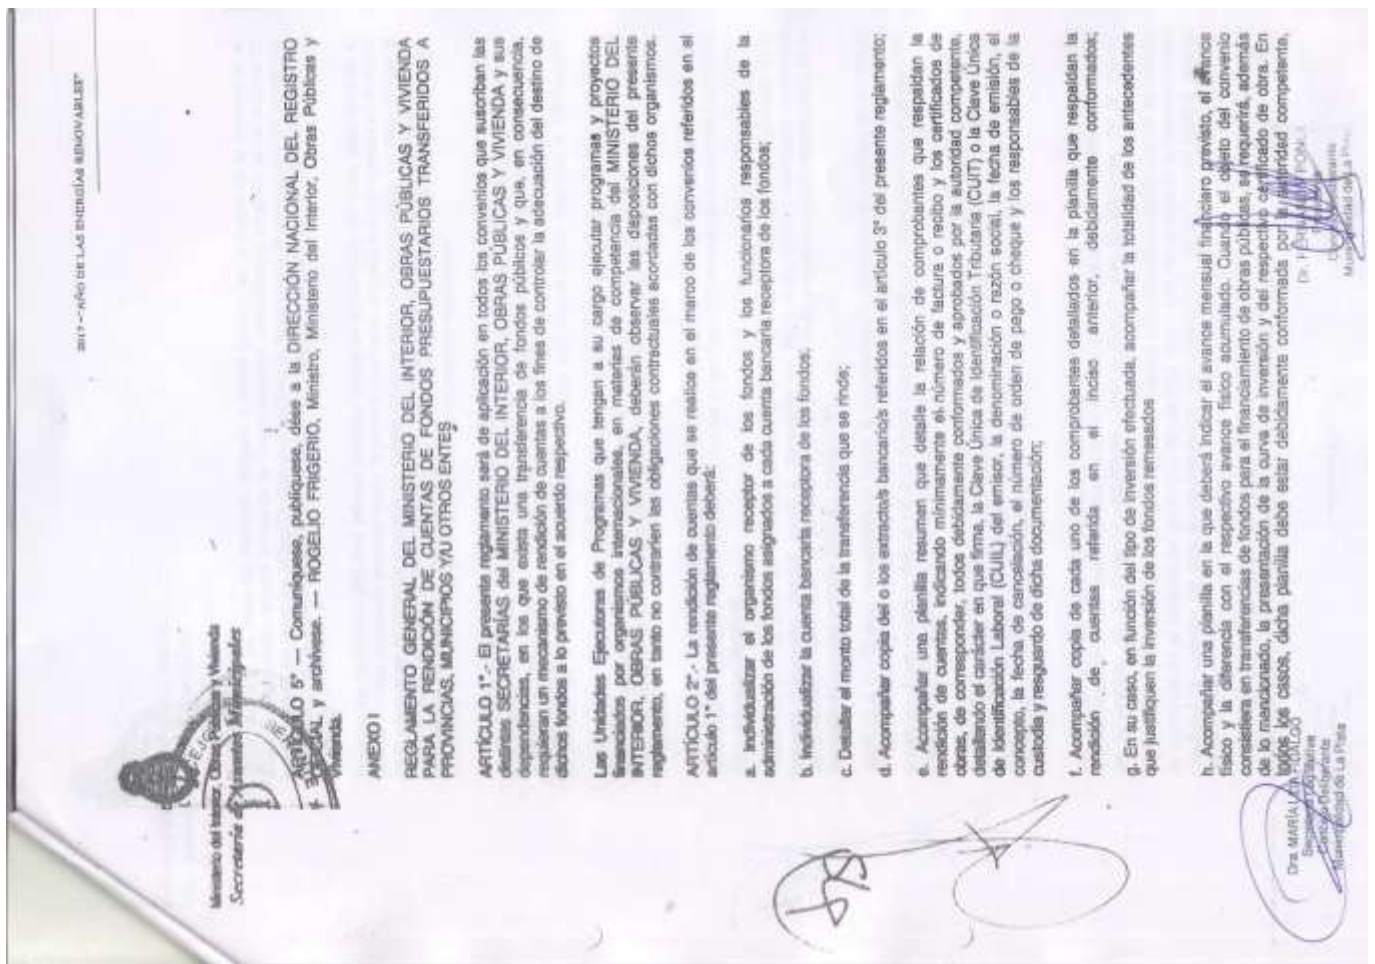 2017 - AÑO DE LAS ENERGÍAS RENOVABLES"
Ministerio del Interior, Obras Públicas y Vivienda
Secretaría de Asuntos Municipales
ARTÍCULO 5° — Comuníquese, publíquese, dése a la DIRECCIÓN NACIONAL DEL REGISTRO
OFICIAL y archívese. — ROGELIO FRIGERIO, Ministro, Ministerio del Interior, Obras Públicas y
Vivienda.
ANEXO I
REGLAMENTO GENERAL DEL MINISTERIO DEL INTERIOR, OBRAS PÚBLICAS Y VIVIENDA
PARA LA RENDICIÓN DE CUENTAS DE FONDOS PRESUPUESTARIOS TRANSFERIDOS A
PROVINCIAS, MUNICIPIOS Y/U OTROS ENTES
ARTÍCULO 1°.- El presente reglamento será de aplicación en todos los convenios que suscriban las
distintas SECRETARÍAS del MINISTERIO DEL INTERIOR, OBRAS PÚBLICAS Y VIVIENDA y sus
dependencias, en los que exista una transferencia de fondos públicos y que, en consecuencia,
requieran un mecanismo de rendición de cuentas a los fines de controlar la adecuación del destino de
dichos fondos a lo previsto en el acuerdo respectivo.
Las Unidades Ejecutoras de Programas que tengan a su cargo ejecutar programas y proyectos
financiados por organismos internacionales, en materias de competencia del MINISTERIO DEL
INTERIOR, OBRAS PÚBLICAS Y VIVIENDA, deberán observar las disposiciones del presente
reglamento, en tanto no contraríen las obligaciones contractuales acordadas con dichos organismos.
ARTÍCULO 2°.- La rendición de cuentas que se realice en el marco de los convenios referidos en el
artículo 1° del presente reglamento deberá:
a. Individualizar el organismo receptor de los fondos y los funcionarios responsables de la
administración de los fondos asignados a cada cuenta bancaria receptora de los fondos;
b. Individualizar la cuenta bancaria receptora de los fondos;
c. Detallar el monto total de la transferencia que se rinde;
d. Acompañar copia del o los extracto/s bancario/s referidos en el artículo 3° del presente reglamento;
e. Acompañar una planilla resumen que detalle la relación de comprobantes que respaldan la
rendición de cuentas, indicando mínimamente el número de factura o recibo y los certificados de
obras, de corresponder, todos debidamente conformados y aprobados por la autoridad competente,
detallando el carácter en que firma, la Clave Única de Identificación Tributaria (CUIT) o la Clave Única
de Identificación Laboral (CUIL) del emisor, la denominación o razón social, la fecha de emisión, el
concepto, la fecha de cancelación, el número de orden de pago o cheque y los responsables de la
custodia y resguardo de dicha documentación;
f. Acompañar copia de cada uno de los comprobantes detallados en la planilla que respaldan la
rendición de cuentas referida en el inciso anterior, debidamente conformados;
g. En su caso, en función del tipo de inversión efectuada, acompañar la totalidad de los antecedentes
que justifiquen la inversión de los fondos remesados
h. Acompañar una planilla en la que deberá indicar el avance mensual financiero previsto, el avance
físico y la diferencia con el respectivo avance físico acumulado. Cuando el objeto del convenio
consistiera en transferencias de fondos para el financiamiento de obras públicas, se requerirá, además
de lo mencionado, la presentación de la curva de inversión y del respectivo certificado de obra. En
todos los casos, dicha planilla debe estar debidamente conformada por la autoridad competente,
Dra. MARÍA
Concejo Deliberante
Municipalidad de La Plata
Dr.
Municipalidad de La